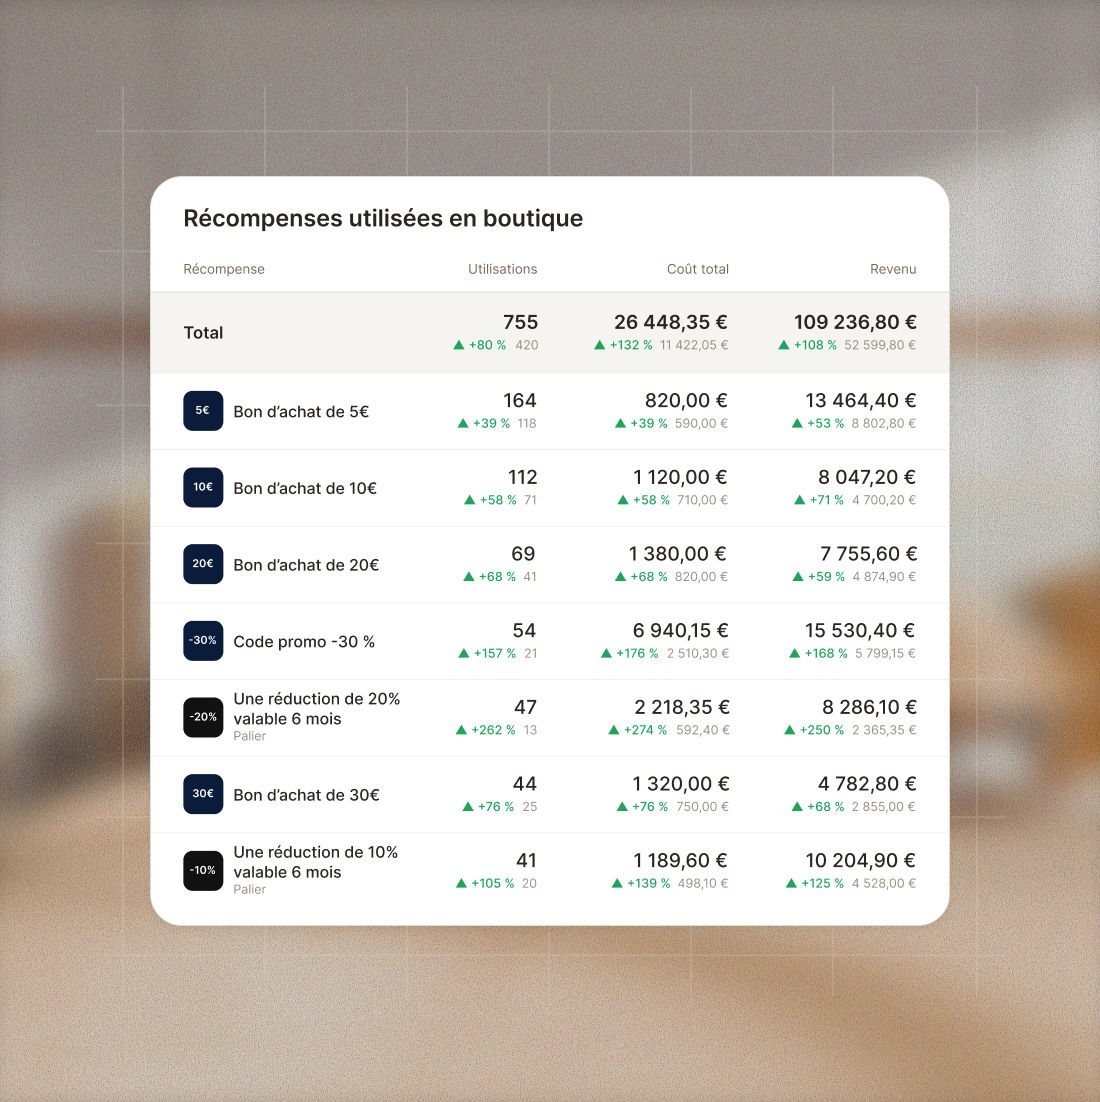 Récompenses utilisées en boutique
Récompense Utilisations Coût total Revenu
Total 755 26 448,35 € 109 236,80 €
▲ +80 % 420 ▲ +132 % 11 422,05 € ▲ +108 % 52 599,80 €
5€ Bon d’achat de 5€ 164 820,00 € 13 464,40 €
▲ +39 % 118 ▲ +39 % 590,00 € ▲ +53 % 8 802,80 €
10€ Bon d’achat de 10€ 112 1 120,00 € 8 047,20 €
▲ +58 % 71 ▲ +58 % 710,00 € ▲ +71 % 4 700,20 €
20€ Bon d’achat de 20€ 69 1 380,00 € 7 755,60 €
▲ +68 % 41 ▲ +68 % 820,00 € ▲ +59 % 4 874,90 €
-30% Code promo -30 % 54 6 940,15 € 15 530,40 €
▲ +157 % 21 ▲ +176 % 2 510,30 € ▲ +168 % 5 799,15 €
-20% Une réduction de 20%
valable 6 mois
Palier
47 2 218,35 € 8 286,10 €
▲ +262 % 13 ▲ +274 % 592,40 € ▲ +250 % 2 365,35 €
30€ Bon d’achat de 30€ 44 1 320,00 € 4 782,80 €
▲ +76 % 25 ▲ +76 % 750,00 € ▲ +68 % 2 855,00 €
-10% Une réduction de 10%
valable 6 mois
Palier
41 1 189,60 € 10 204,90 €
▲ +105 % 20 ▲ +139 % 498,10 € ▲ +125 % 4 528,00 €